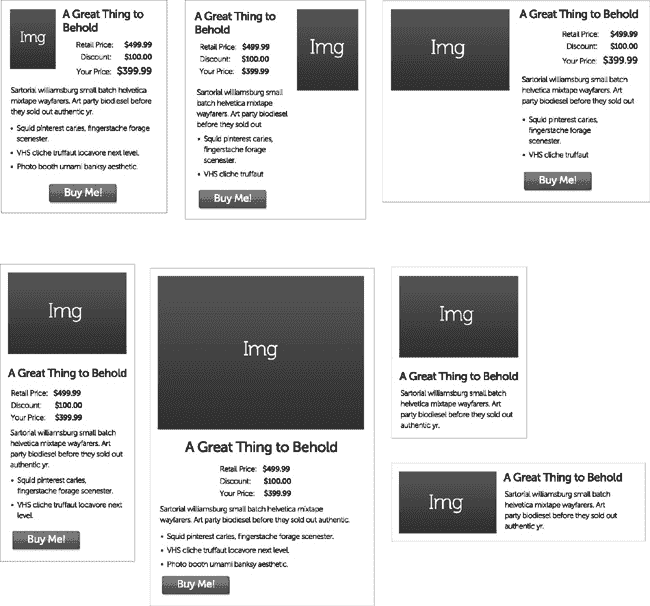 Img
A Great Thing to
Behold
Retail Price: $499.99
Discount: $100.00
Your Price: $399.99
Sartorial williamsburg small batch helvetica
mixtape wayfarers. Art party biodiesel before
they sold out authentic yr.
• Squid pinterest carles, fingerstache forage
scenester.
• VHS cliche truffaut locavore next level.
• Photo booth umami banksy aesthetic.
Buy Me!
A Great Thing to
Behold
Retail Price: $499.99
Discount: $100.00
Your Price: $399.99
Img
Sartorial williamsburg small
batch helvetica mixtape
wayfarers. Art party biodiesel
before they sold out
• Squid pinterest carles,
fingerstache forage
scenester.
• VHS cliche truffaut
Buy Me!
Img
A Great Thing to Behold
Retail Price: $499.99
Discount: $100.00
Your Price: $399.99
Sartorial williamsburg small batch
helvetica mixtape wayfarers. Art
party biodiesel before they sold out
• Squid pinterest carles,
fingerstache forage
scenester.
• VHS cliche truffaut
Buy Me!
Img
A Great Thing to Behold
Retail Price: $499.99
Discount: $100.00
Your Price: $399.99
Sartorial williamsburg small batch
helvetica mixtape wayfarers. Art
party biodiesel before they sold out
authentic yr.
• Squid pinterest carles,
fingerstache forage scenester.
• VHS cliche truffaut locavore next
level.
Buy Me!
Img
A Great Thing to Behold
Retail Price: $499.99
Discount: $100.00
Your Price: $399.99
Sartorial williamsburg small batch helvetica mixtape
wayfarers. Art party biodiesel before they sold out authentic.
• Squid pinterest carles, fingerstache forage scenester.
• VHS cliche truffaut locavore next level.
• Photo booth umami banksy aesthetic.
Buy Me!
Img
A Great Thing to Behold
Sartorial williamsburg small batch
helvetica mixtape wayfarers. Art
party biodiesel before they sold out
authentic yr.
Img
A Great Thing to Behold
Sartorial williamsburg small batch
helvetica mixtape wayfarers. Art
party biodiesel before they sold out
authentic yr.